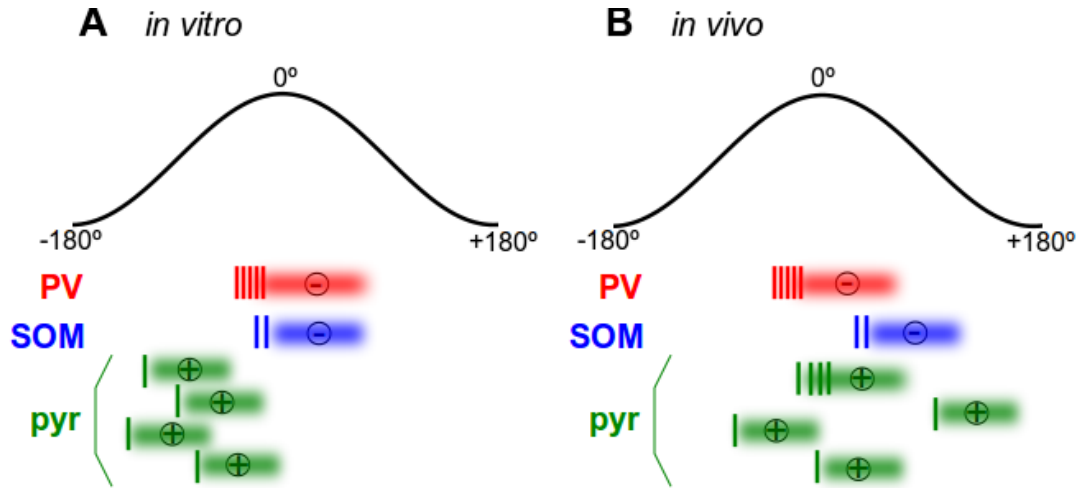 A in vitro
0º
-180º
+180º
PV
-
SOM
-
pyr
+
+
+
+
B in vivo
0º
-180º
+180º
PV
-
SOM
-
pyr
+
+
+
+